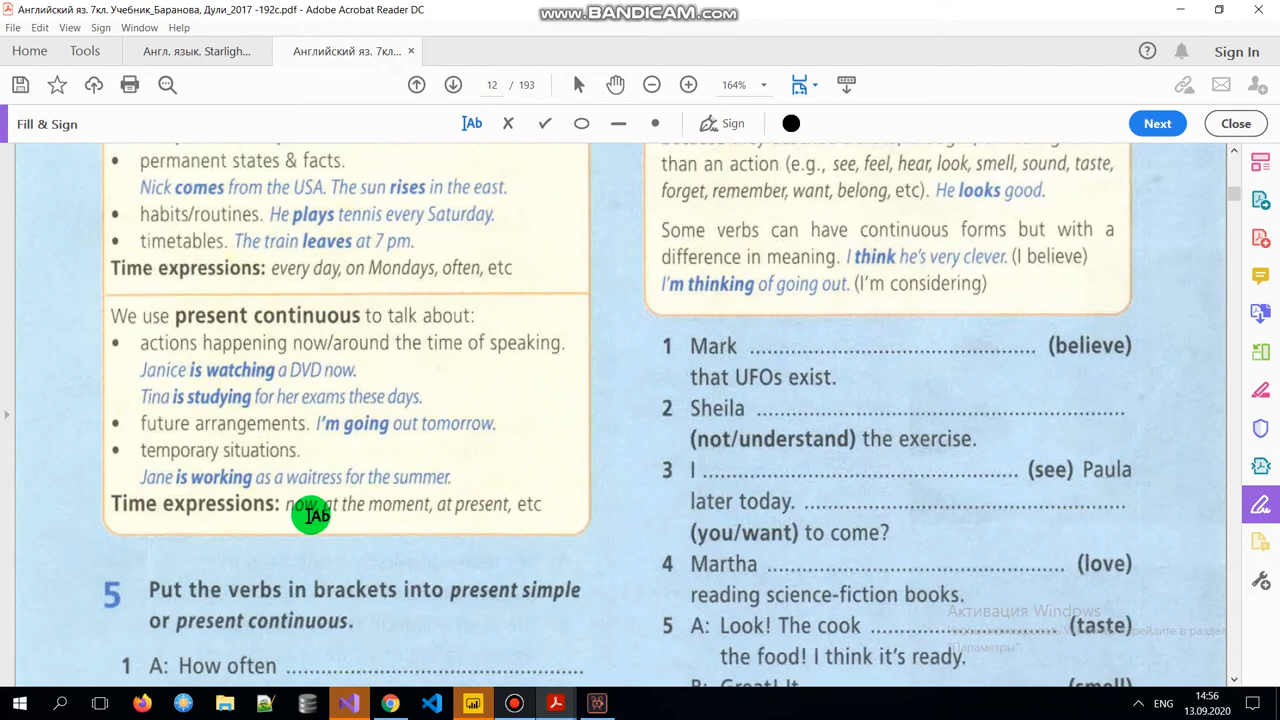 Английский яз. 7кл. Учебник_Баранова, Дули_2017 -192с.pdf - Adobe Acrobat Reader DC
WWW.BANDICAM.COM
File Edit View Sign Window Help
Home Tools Англ. язык. Starligh... Английский яз. 7кл... × Sign In
12 / 193 164%
Fill & Sign Ab Sign Next Close
permanent states & facts.
Nick comes from the USA. The sun rises in the east.
• habits/routines. He plays tennis every Saturday.
• timetables. The train leaves at 7 pm.
Time expressions: every day, on Mondays, often, etc
We use present continuous to talk about:
• actions happening now/around the time of speaking.
Janice is watching a DVD now.
Tina is studying for her exams these days.
• future arrangements. I'm going out tomorrow.
• temporary situations.
Jane is working as a waitress for the summer.
Time expressions: now, at the moment, at present, etc
Ab
5 Put the verbs in brackets into present simple
or present continuous.
1 A: How often ......................................................
than an action (e.g., see, feel, hear, look, smell, sound, taste,
forget, remember, want, belong, etc). He looks good.
Some verbs can have continuous forms but with a
difference in meaning. I think he's very clever. (I believe)
I'm thinking of going out. (I'm considering)
1 Mark .................................................. (believe)
that UFOs exist.
2 Sheila ................................................................
(not/understand) the exercise.
3 I ......................................................... (see) Paula
later today. ........................................................
(you/want) to come?
4 Martha .................................................... (love)
reading science-fiction books.
5 A: Look! The cook ................................... (taste)
the food! I think it's ready.
Активация Windows
"Параметры".
ENG
14:56
13.09.2020